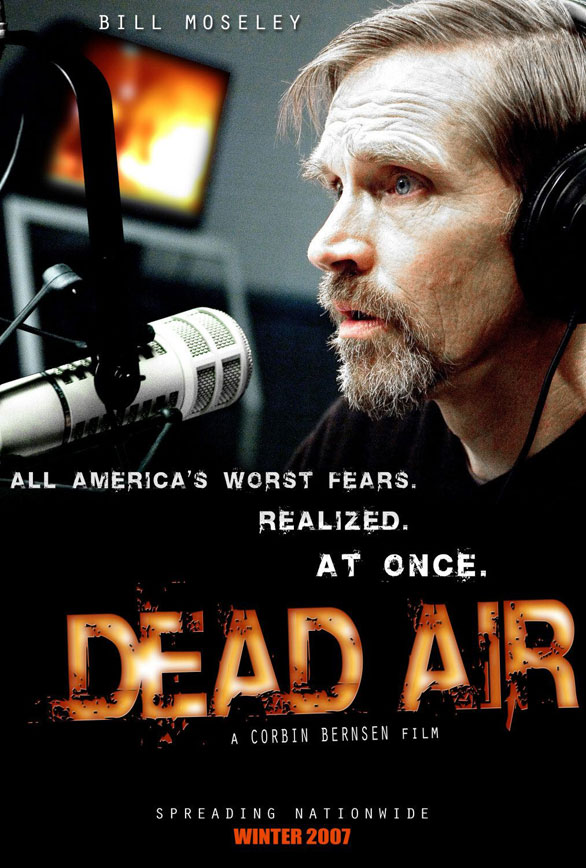 BILL MOSELEY
ALL AMERICA'S WORST FEARS.
REALIZED.
AT ONCE.
DEAD AIR
A CORBIN BERNSEN FILM
SPREADING NATIONWIDE
WINTER 2007